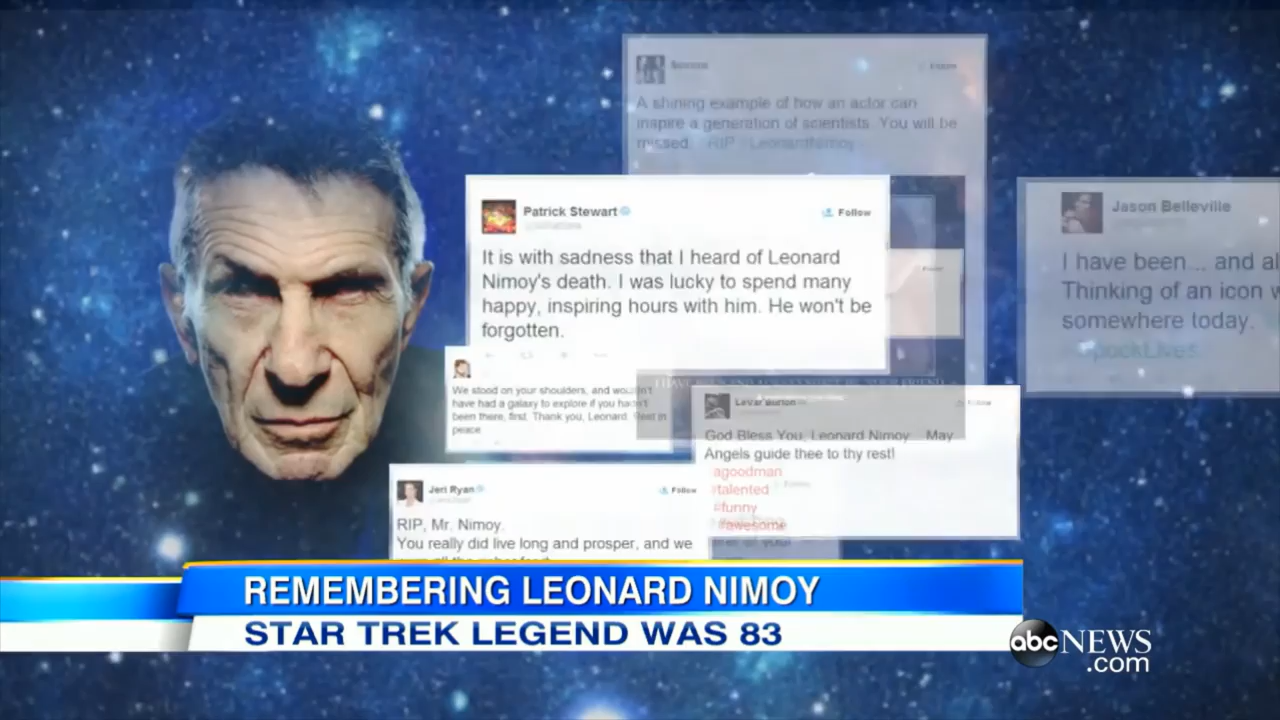 A shining example of how an actor can
inspire a generation of scientists. You will be
missed. RIP
Patrick Stewart
Follow
It is with sadness that I heard of Leonard
Nimoy's death. I was lucky to spend many
happy, inspiring hours with him. He won't be
forgotten.
Jason Belleville
I have been... and al
Thinking of an icon w
somewhere today.
We stood on your shoulders, and wouldn't
have had a galaxy to explore if you hadn't
been there, first. Thank you, Leonard. Rest in
peace.
LeVar Burton
Follow
God Bless You, Leonard Nimoy... May
Angels guide thee to thy rest!
#agoodman
#talented
#funny
#awesome
Jeri Ryan
Follow
RIP, Mr. Nimoy.
You really did live long and prosper, and we
REMEMBERING LEONARD NIMOY
STAR TREK LEGEND WAS 83
abc NEWS
.com